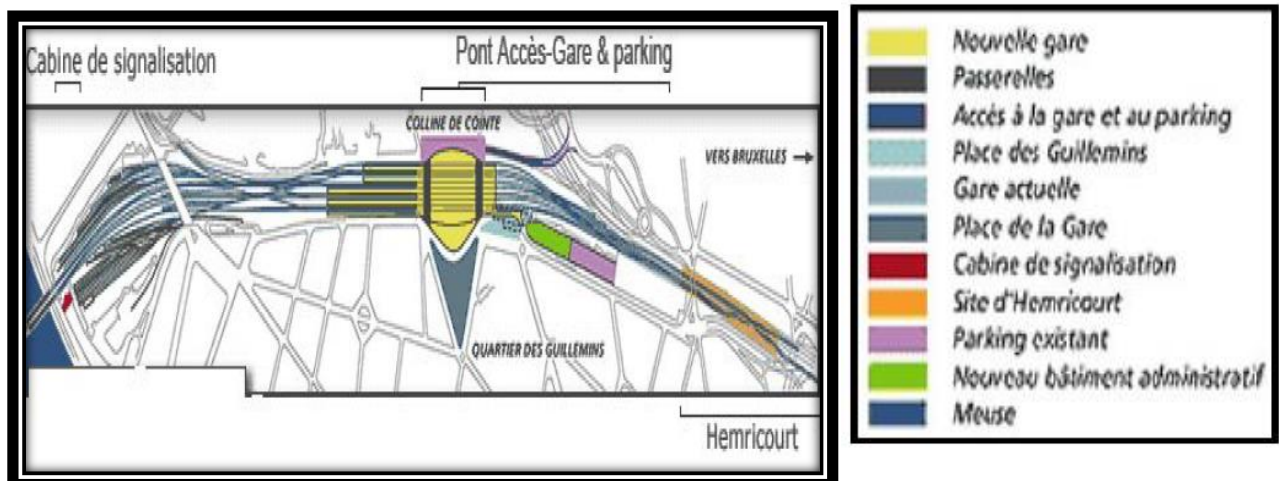 Cabine de signalisation
Pont Accès-Gare & parking
COLLINE DE COINTE
VERS BRUXELLES
QUARTIER DES GUILLEMINS
Hemricourt
Nouvelle gare
Passerelles
Accès à la gare et au parking
Place des Guillemins
Gare actuelle
Place de la Gare
Cabine de signalisation
Site d'Hemricourt
Parking existant
Nouveau bâtiment administratif
Meuse